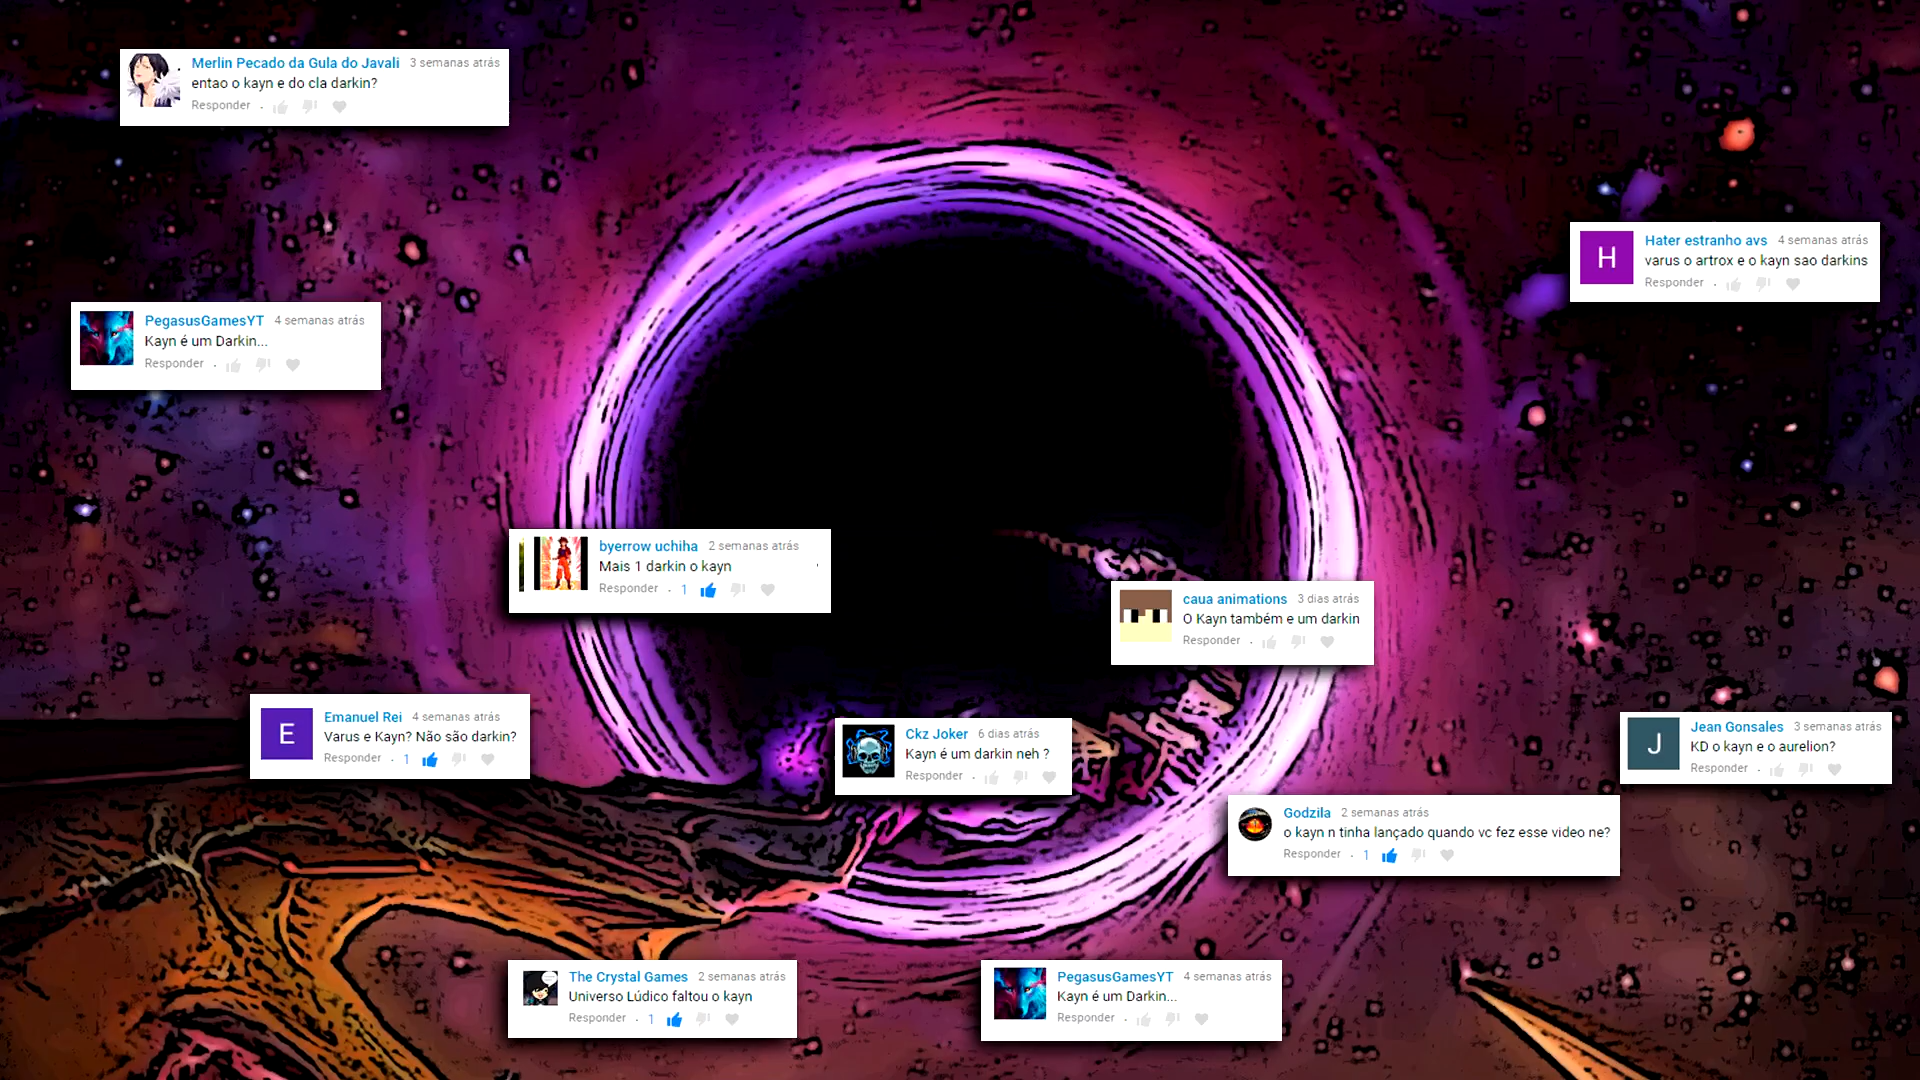 Merlin Pecado da Gula do Javali 3 semanas atrás
entao o kayn e do cla darkin?
Responder
H
Hater estranho avs 4 semanas atrás
varus o artrox e o kayn sao darkins
Responder
PegasusGamesYT 4 semanas atrás
Kayn é um Darkin...
Responder
byerrow uchiha 2 semanas atrás
Mais 1 darkin o kayn
Responder 1
caua animations 3 dias atrás
O Kayn também e um darkin
Responder
E
Emanuel Rei 4 semanas atrás
Varus e Kayn? Não são darkin?
Responder 1
Ckz Joker 6 dias atrás
Kayn é um darkin neh ?
Responder
J
Jean Gonsales 3 semanas atrás
KD o kayn e o aurelion?
Responder
Godzila 2 semanas atrás
o kayn n tinha lançado quando vc fez esse video ne?
Responder 1
The Crystal Games 2 semanas atrás
Universo Lúdico faltou o kayn
Responder 1
PegasusGamesYT 4 semanas atrás
Kayn é um Darkin...
Responder